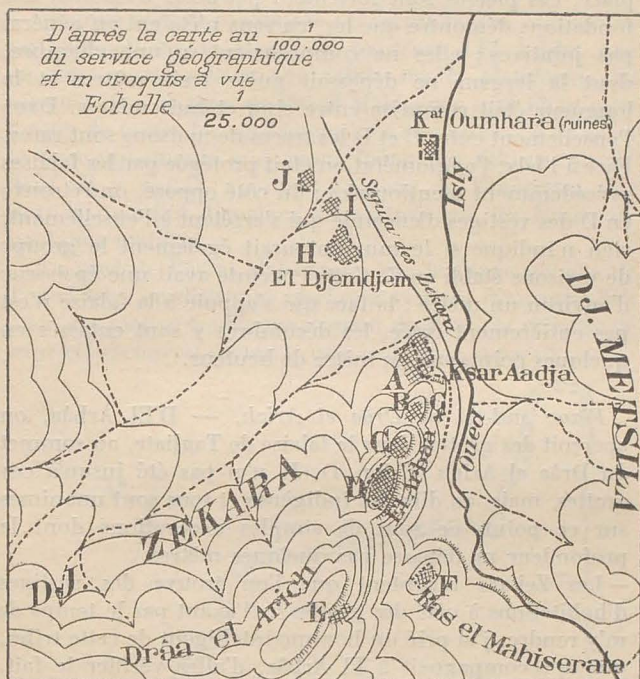 D'après la carte au 1/100.000
du service géographique
et un croquis à vue
Echelle 1/25.000
Kat Oumhara (ruines)
Isly
J
I
Séguia des Zekara
H
El Djemdjem
DJ. METSILA
A
Ksar Aadja
B
G
C
Oued
D
El Arbâa
DJ. ZEKARA
E
Drâa el Arich
F
Ras el Mahiserate